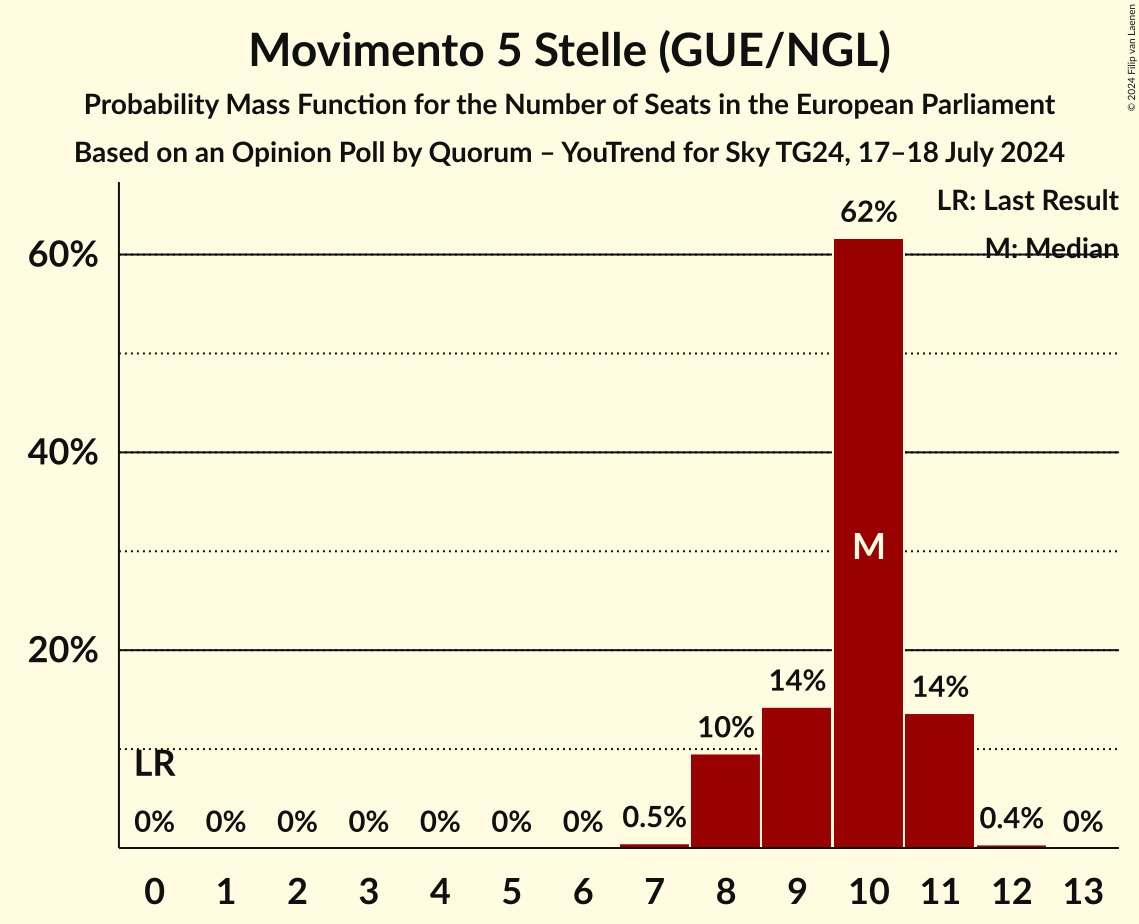 Movimento 5 Stelle (GUE/NGL)
Probability Mass Function for the Number of Seats in the European Parliament
Based on an Opinion Poll by Quorum – YouTrend for Sky TG24, 17–18 July 2024
© 2024 Filip van Laenen
LR: Last Result
M: Median
60%
40%
20%
62%
M
14%
14%
10%
LR
0% 0% 0% 0% 0% 0% 0% 0.5% 0.4% 0%
0 1 2 3 4 5 6 7 8 9 10 11 12 13